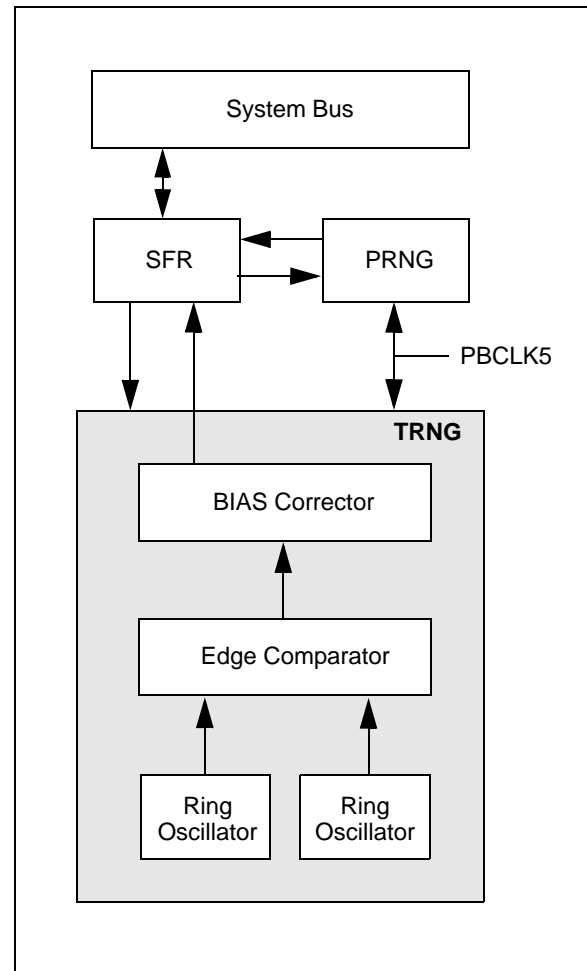 System Bus
SFR
PRNG
PBCLK5
TRNG
BIAS Corrector
Edge Comparator
Ring
Oscillator
Ring
Oscillator